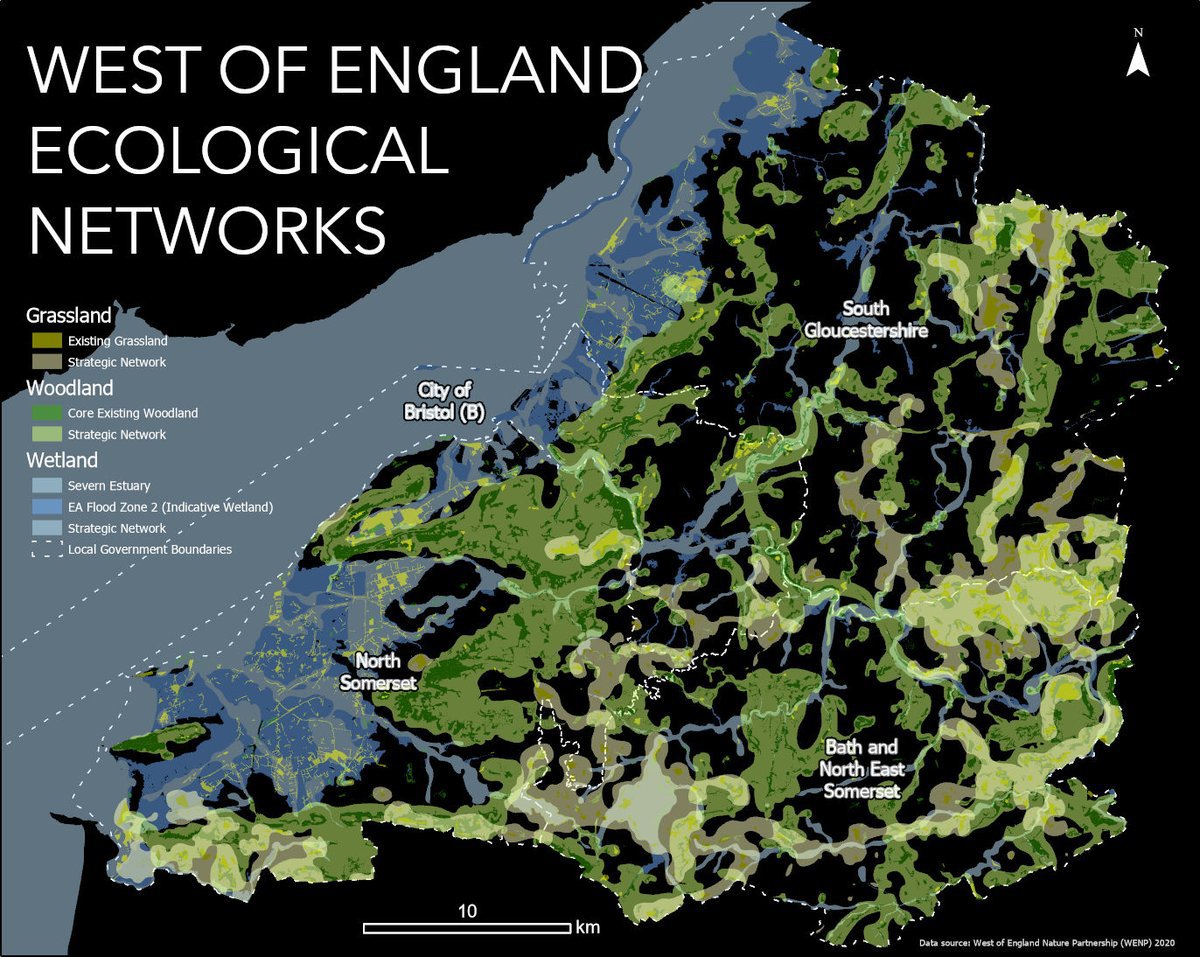 WEST OF ENGLAND
ECOLOGICAL
NETWORKS
N
Grassland
Existing Grassland
Strategic Network
Woodland
Core Existing Woodland
Strategic Network
Wetland
Severn Estuary
EA Flood Zone 2 (Indicative Wetland)
Strategic Network
Local Government Boundaries
South
Gloucestershire
City of
Bristol (B)
North
Somerset
Bath and
North East
Somerset
10
km
Data source: West of England Nature Partnership (WENP) 2020